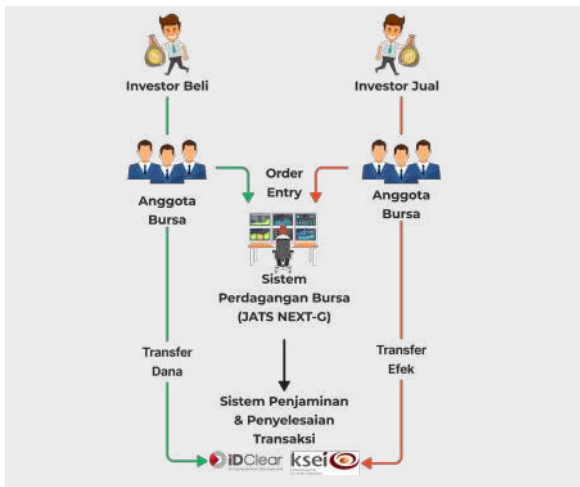 Investor Beli
Investor Jual
Anggota
Bursa
Order
Entry
Anggota
Bursa
Sistem
Perdagangan Bursa
(JATS NEXT-G)
Transfer
Dana
Transfer
Efek
Sistem Penjaminan
& Penyelesaian
Transaksi
iDClear
ksei